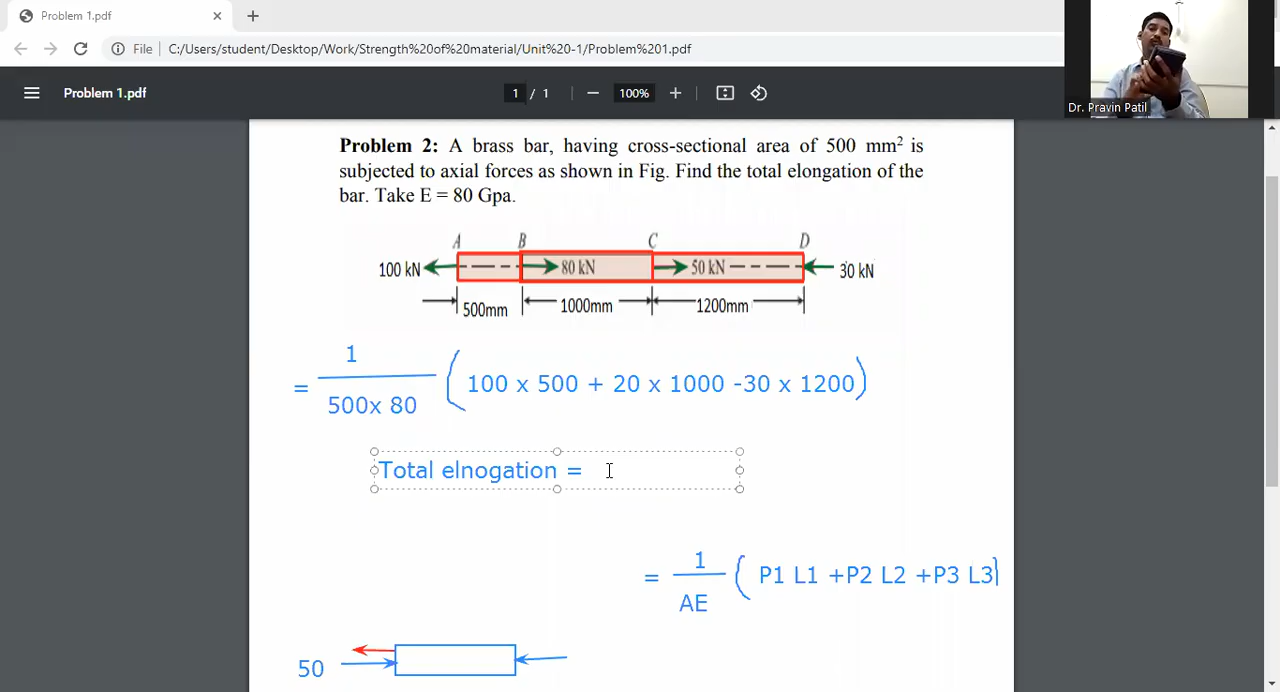 Problem 1.pdf
File C:/Users/student/Desktop/Work/Strength%20of%20material/Unit%20-1/Problem%201.pdf
Problem 1.pdf 1 / 1 100%
Dr. Pravin Patil
Problem 2: A brass bar, having cross-sectional area of 500 mm² is
subjected to axial forces as shown in Fig. Find the total elongation of the
bar. Take E = 80 Gpa.
A B C D
100 kN 80 kN 50 kN 30 kN
500mm 1000mm 1200mm
1
= ( 100 x 500 + 20 x 1000 -30 x 1200 )
500x 80
Total elnogation =
1
= ( P1 L1 +P2 L2 +P3 L3)
AE
50